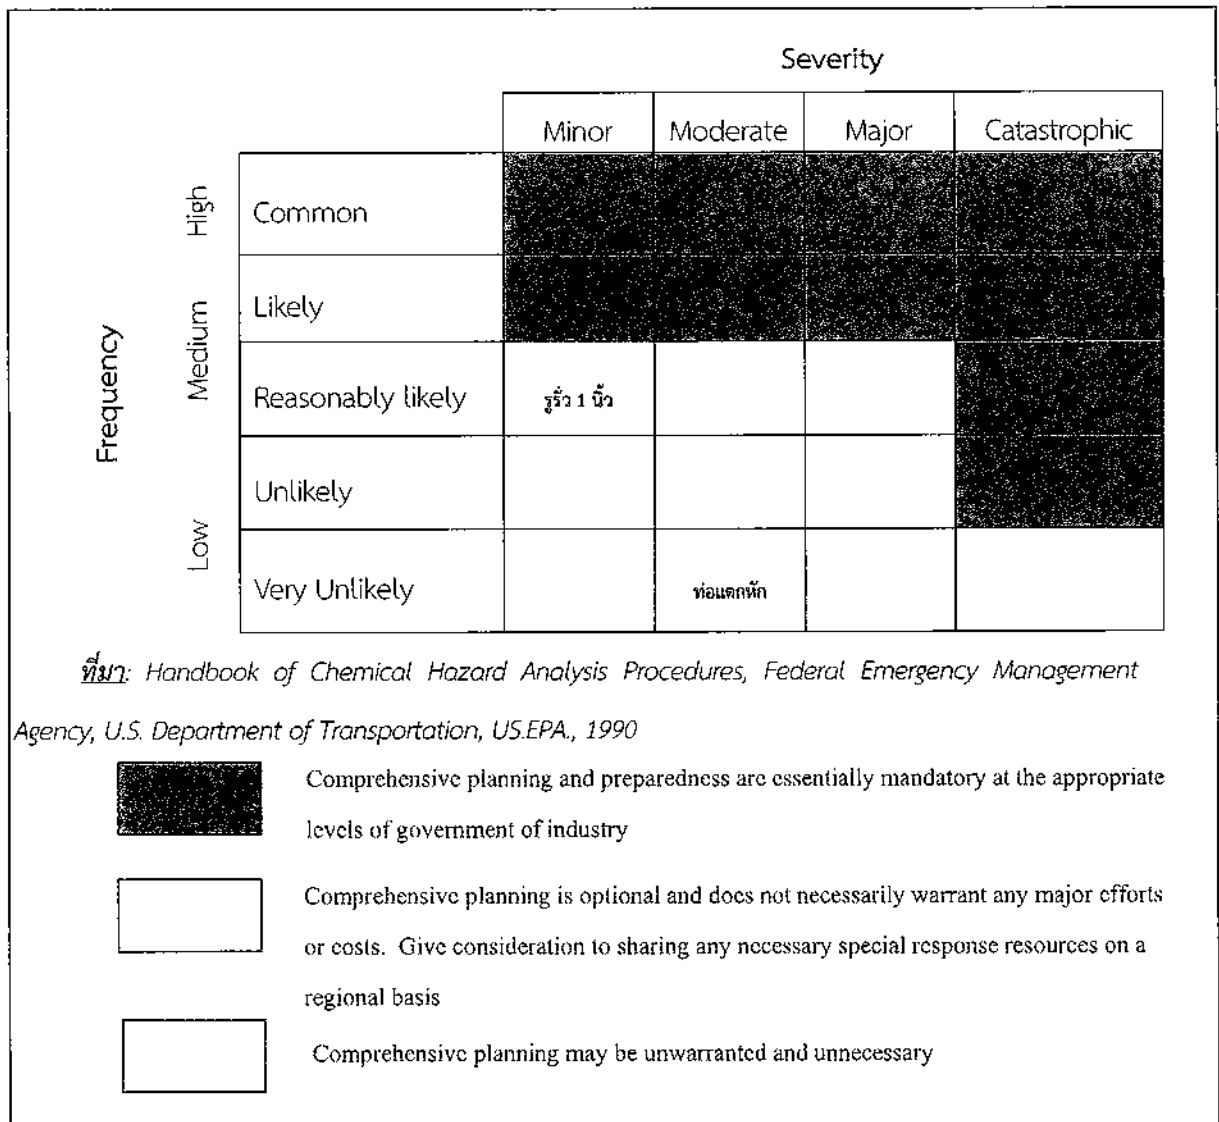 Severity
Minor Moderate Major Catastrophic
Frequency
High
Medium
Low
Common
Likely
Reasonably likely รูรั่ว 1 นิ้ว
Unlikely
Very Unlikely ท่อแตกหัก
ที่มา: Handbook of Chemical Hazard Analysis Procedures, Federal Emergency Management
Agency, U.S. Department of Transportation, US.EPA., 1990
Comprehensive planning and preparedness are essentially mandatory at the appropriate
levels of government of industry
Comprehensive planning is optional and does not necessarily warrant any major efforts
or costs. Give consideration to sharing any necessary special response resources on a
regional basis
Comprehensive planning may be unwarranted and unnecessary